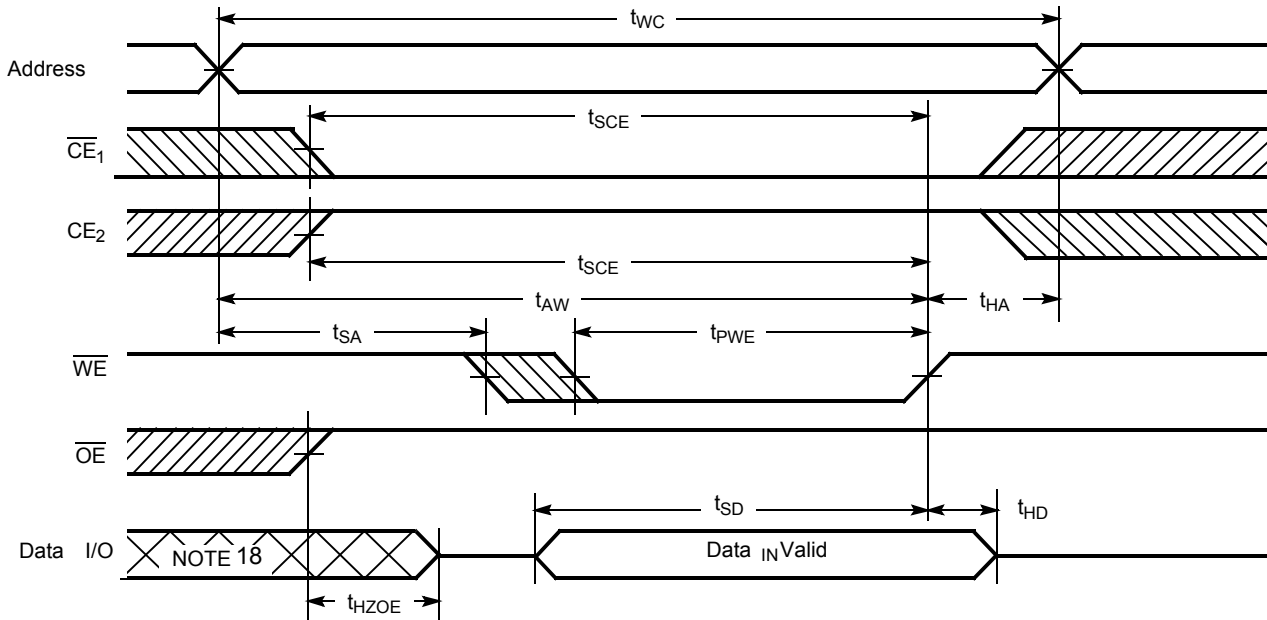 tWC
Address
tSCE
CE1
CE2
tSCE
tAW
tHA
tSA
tPWE
WE
OE
tSD
tHD
Data I/O
NOTE 18
Data IN Valid
tHZOE